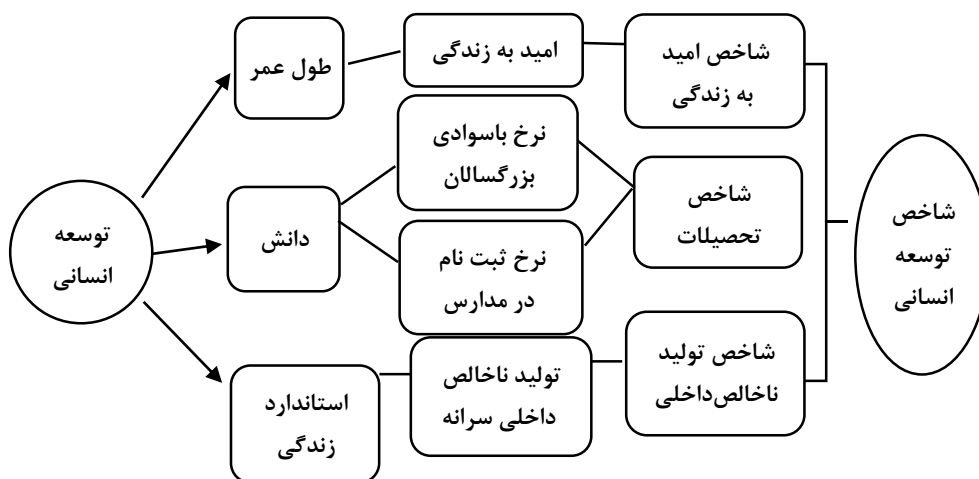 توسعه
انسانی
طول عمر
امید به زندگی
شاخص امید
به زندگی
دانش
نرخ باسوادی
بزرگسالان
نرخ ثبت نام
در مدارس
شاخص
تحصیلات
استاندارد
زندگی
تولید ناخالص
داخلی سرانه
شاخص تولید
ناخالص‌داخلی
شاخص
توسعه
انسانی